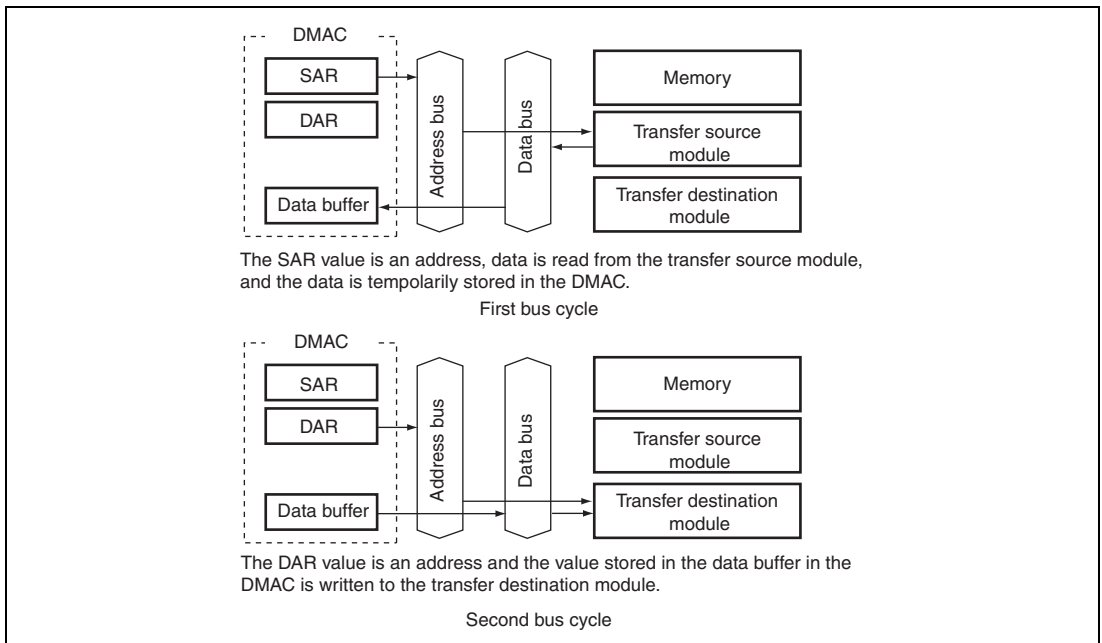 DMAC
SAR
DAR
Data buffer
Address bus
Data bus
Memory
Transfer source
module
Transfer destination
module
The SAR value is an address, data is read from the transfer source module,
and the data is tempolarily stored in the DMAC.
First bus cycle
DMAC
SAR
DAR
Data buffer
Address bus
Data bus
Memory
Transfer source
module
Transfer destination
module
The DAR value is an address and the value stored in the data buffer in the
DMAC is written to the transfer destination module.
Second bus cycle